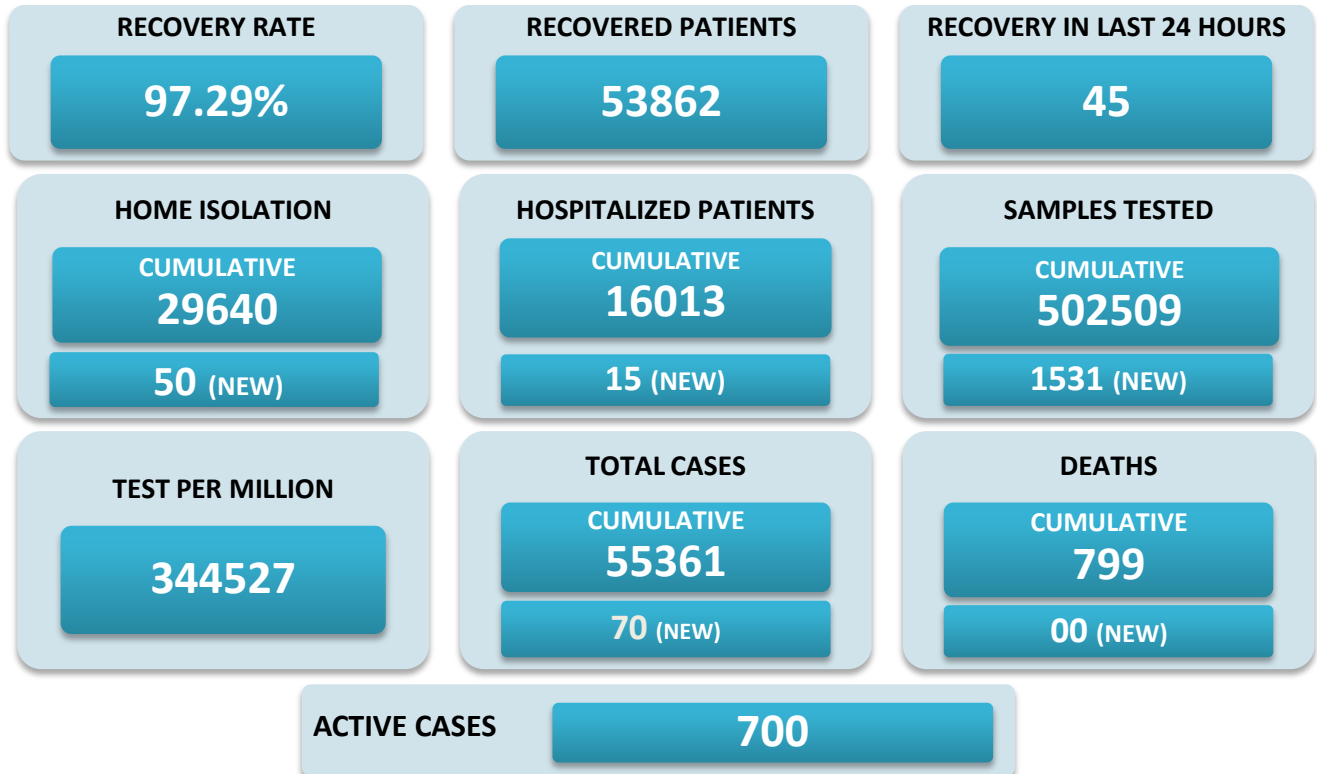 RECOVERY RATE
97.29%
RECOVERED PATIENTS
53862
RECOVERY IN LAST 24 HOURS
45
HOME ISOLATION
CUMULATIVE
29640
50 (NEW)
HOSPITALIZED PATIENTS
CUMULATIVE
16013
15 (NEW)
SAMPLES TESTED
CUMULATIVE
502509
1531 (NEW)
TEST PER MILLION
344527
TOTAL CASES
CUMULATIVE
55361
70 (NEW)
DEATHS
CUMULATIVE
799
00 (NEW)
ACTIVE CASES
700